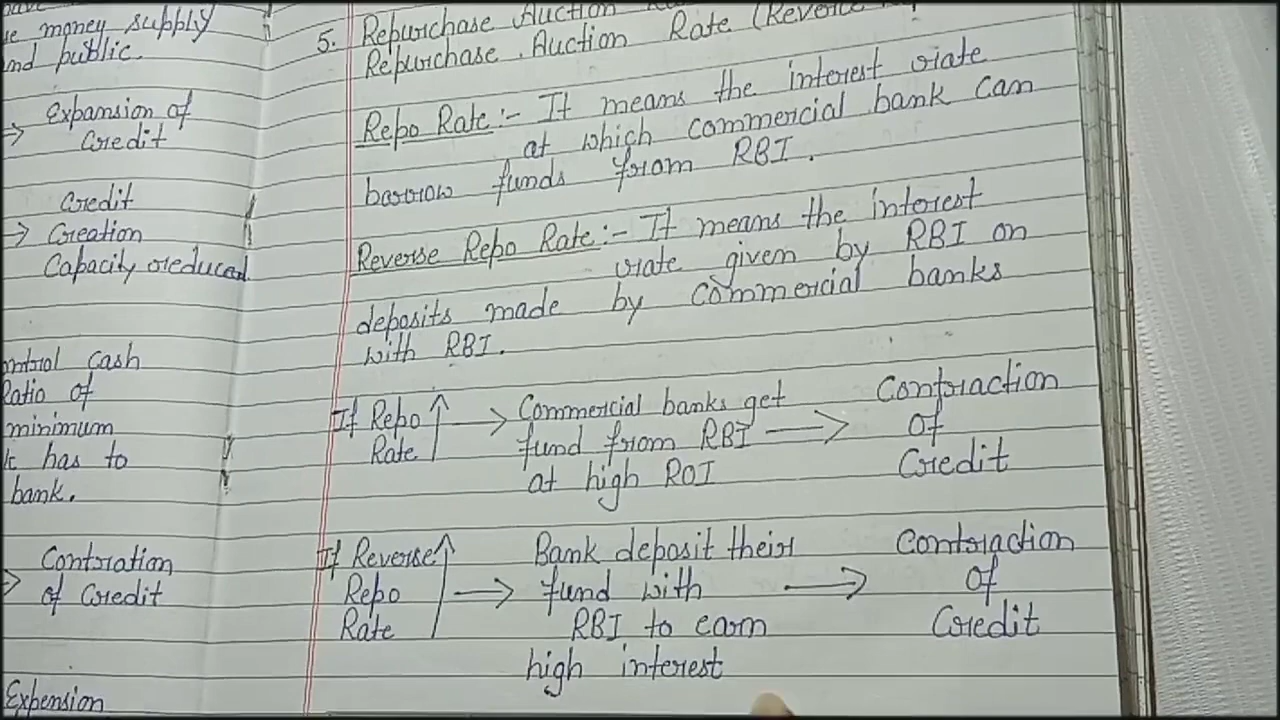 money supply
public.
Expansion of
Credit
Credit
Creation
Capacity reduced
cash
Ratio of
minimum
has to
bank.
Contration
of Credit
Expension
5. Repurchase Auction
Repurchase Auction Rate (Reverse
Repo Rate:- It means the interest rate
at which commercial bank can
borrow funds from RBI.
Reverse Repo Rate:- It means the interest
rate given by RBI on
deposits made by commercial banks
with RBI.
If Repo ↑ → Commercial banks get → Contraction
Rate fund from RBI of
at high ROI Credit
If Reverse ↑ Bank deposit their Contraction
Repo → fund with → of
Rate RBI to earn Credit
high interest